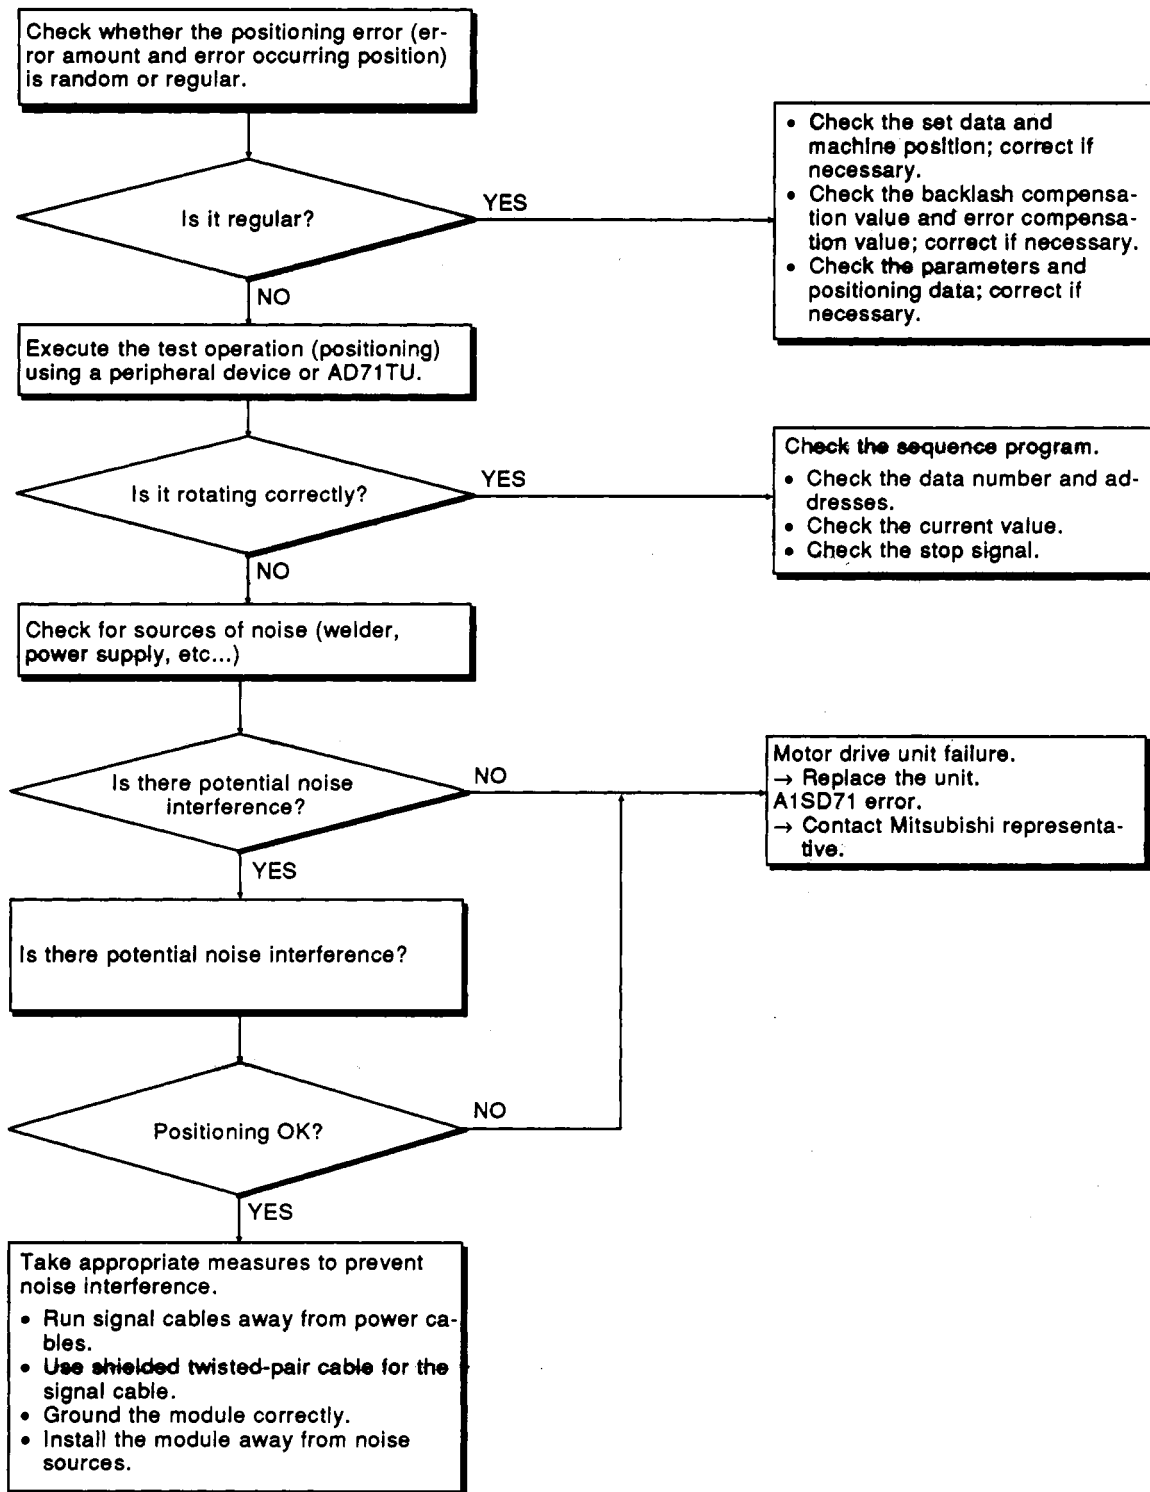 Check whether the positioning error (er-
ror amount and error occurring position)
is random or regular.
• Check the set data and
machine position; correct if
necessary.
• Check the backlash compensa-
tion value and error compensa-
tion value; correct if necessary.
• Check the parameters and
positioning data; correct if
necessary.
Is it regular?
YES
NO
Execute the test operation (positioning)
using a peripheral device or AD71TU.
Is it rotating correctly?
YES
Check the sequence program.
• Check the data number and ad-
dresses.
• Check the current value.
• Check the stop signal.
NO
Check for sources of noise (welder,
power supply, etc...)
Is there potential noise
interference?
NO
Motor drive unit failure.
→ Replace the unit.
A1SD71 error.
→ Contact Mitsubishi representa-
tive.
YES
Is there potential noise interference?
Positioning OK?
NO
YES
Take appropriate measures to prevent
noise interference.
• Run signal cables away from power ca-
bles.
• Use shielded twisted-pair cable for the
signal cable.
• Ground the module correctly.
• Install the module away from noise
sources.